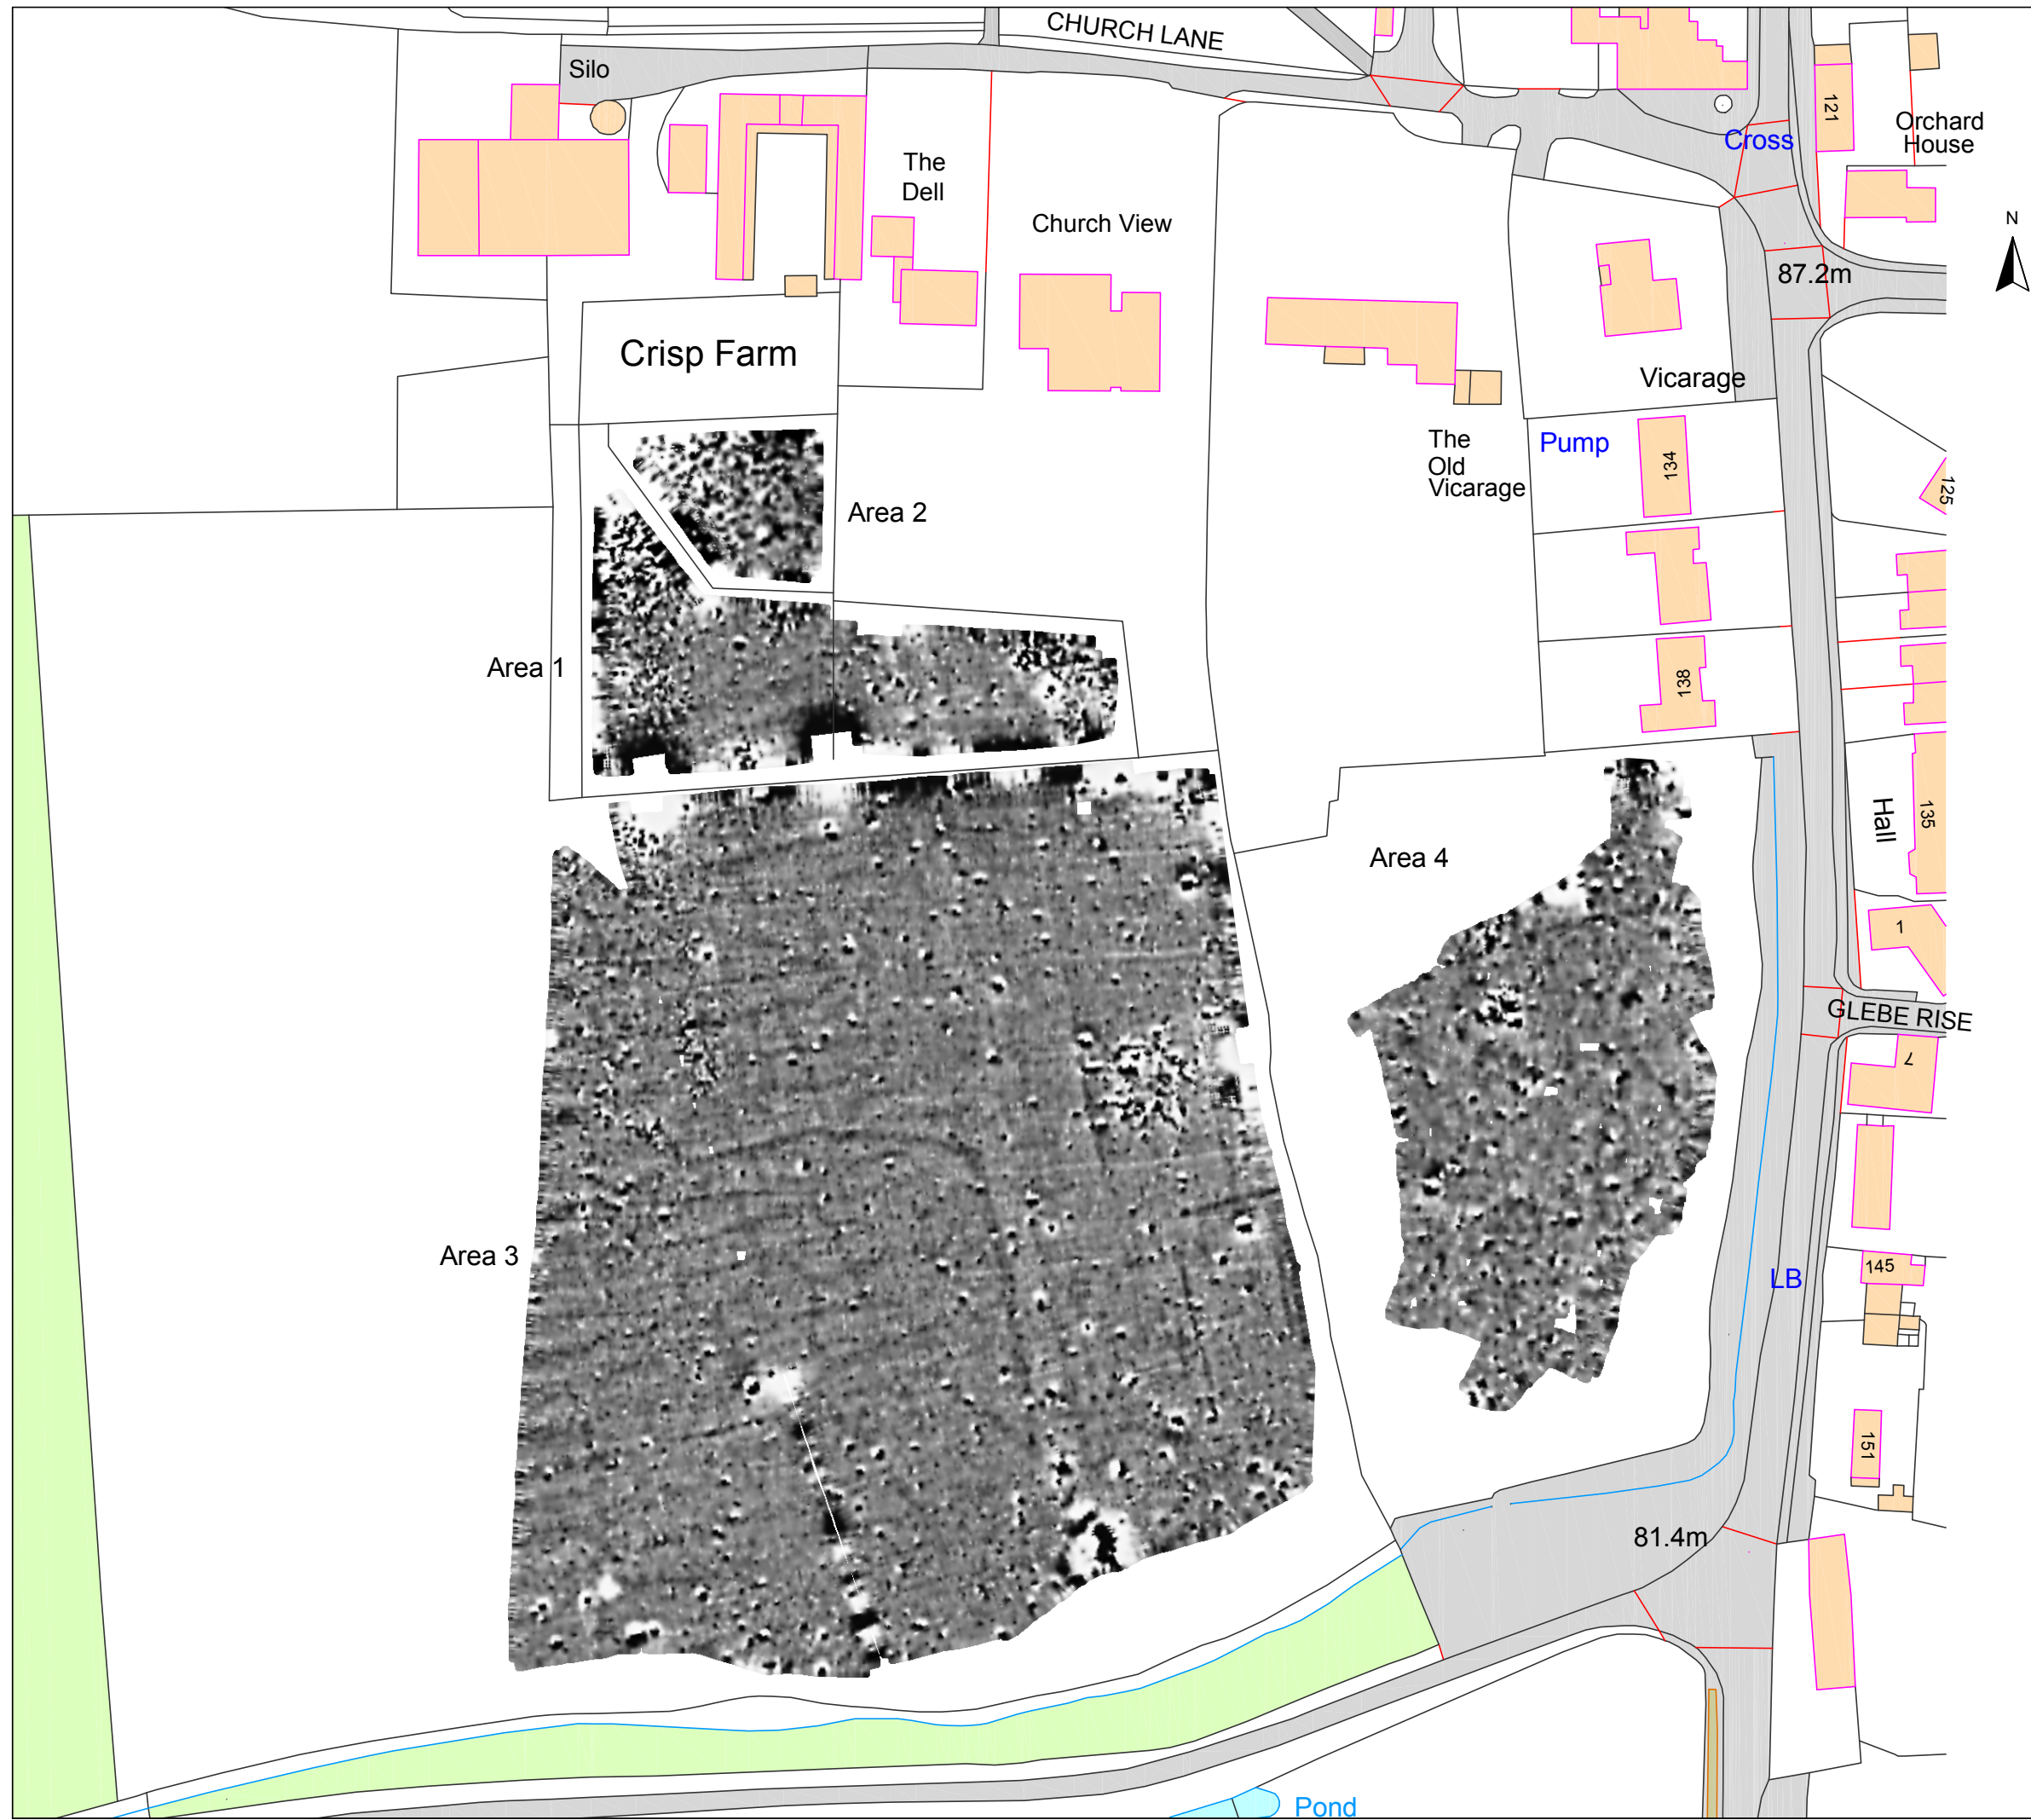 CHURCH LANE
Silo
121
Orchard
House
Cross
The
Dell
Church View
N
87.2m
Crisp Farm
Vicarage
The
Old
Vicarage
Pump
134
125
Area 2
Area 1
138
Hall
135
Area 4
1
GLEBE RISE
7
Area 3
LB
145
151
81.4m
Pond